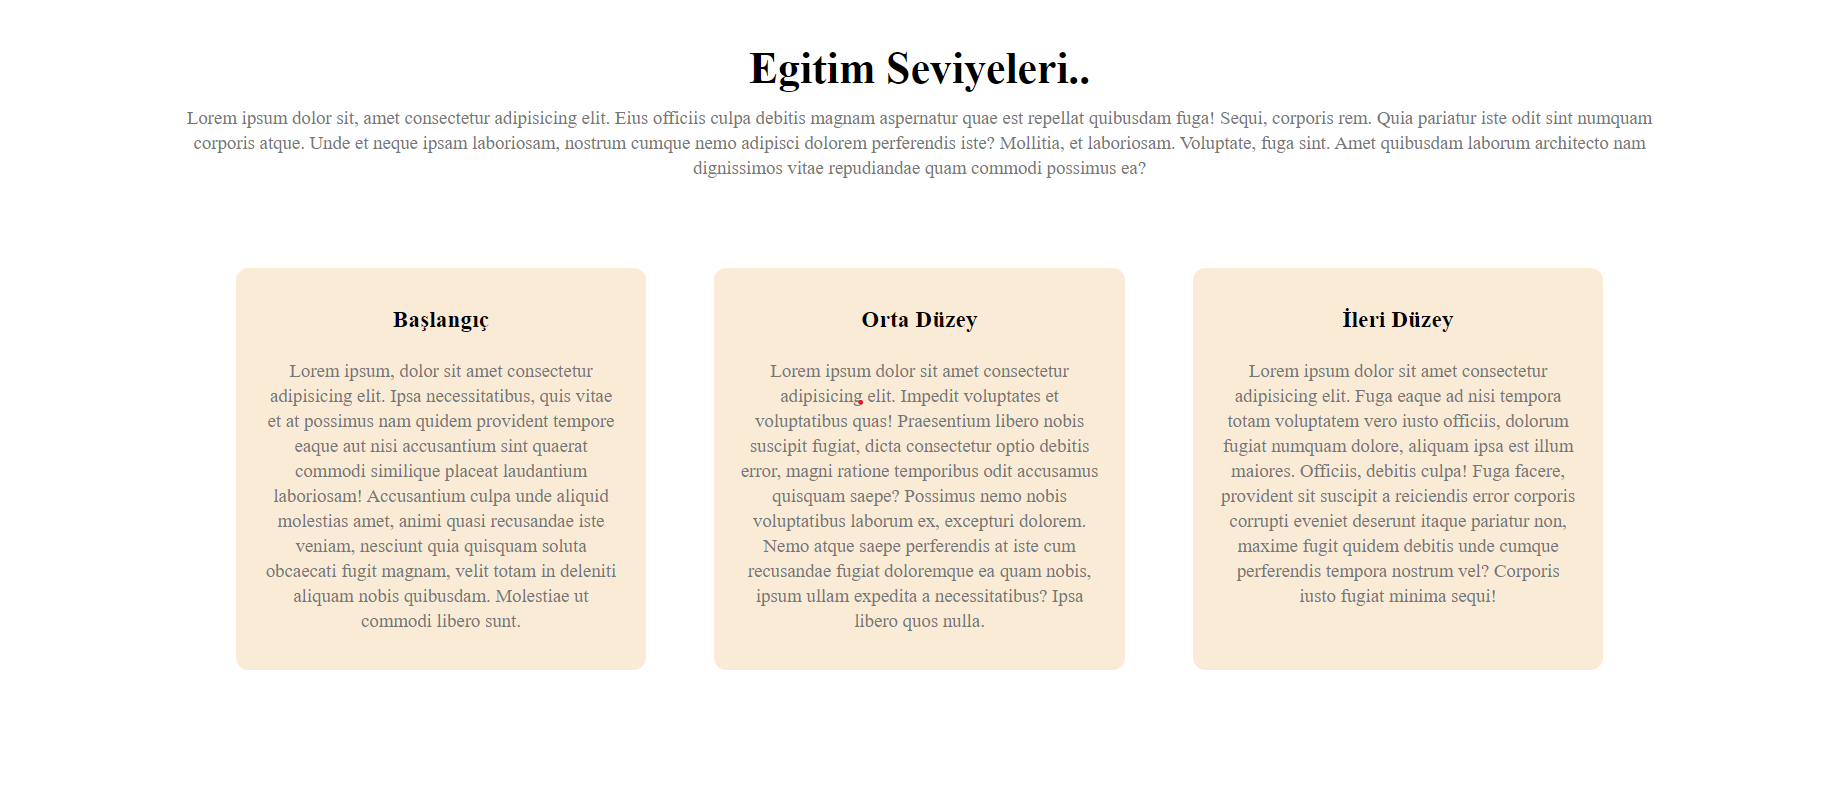 Egitim Seviyeleri..
Lorem ipsum dolor sit, amet consectetur adipisicing elit. Eius officiis culpa debitis magnam aspernatur quae est repellat quibusdam fuga! Sequi, corporis rem. Quia pariatur iste odit sint numquam
corporis atque. Unde et neque ipsam laboriosam, nostrum cumque nemo adipisci dolorem perferendis iste? Mollitia, et laboriosam. Voluptate, fuga sint. Amet quibusdam laborum architecto nam
dignissimos vitae repudiandae quam commodi possimus ea?
Başlangıç
Lorem ipsum, dolor sit amet consectetur
adipisicing elit. Ipsa necessitatibus, quis vitae
et at possimus nam quidem provident tempore
eaque aut nisi accusantium sint quaerat
commodi similique placeat laudantium
laboriosam! Accusantium culpa unde aliquid
molestias amet, animi quasi recusandae iste
veniam, nesciunt quia quisquam soluta
obcaecati fugit magnam, velit totam in deleniti
aliquam nobis quibusdam. Molestiae ut
commodi libero sunt.
Orta Düzey
Lorem ipsum dolor sit amet consectetur
adipisicing elit. Impedit voluptates et
voluptatibus quas! Praesentium libero nobis
suscipit fugiat, dicta consectetur optio debitis
error, magni ratione temporibus odit accusamus
quisquam saepe? Possimus nemo nobis
voluptatibus laborum ex, excepturi dolorem.
Nemo atque saepe perferendis at iste cum
recusandae fugiat doloremque ea quam nobis,
ipsum ullam expedita a necessitatibus? Ipsa
libero quos nulla.
İleri Düzey
Lorem ipsum dolor sit amet consectetur
adipisicing elit. Fuga eaque ad nisi tempora
totam voluptatem vero iusto officiis, dolorum
fugiat numquam dolore, aliquam ipsa est illum
maiores. Officiis, debitis culpa! Fuga facere,
provident sit suscipit a reiciendis error corporis
corrupti eveniet deserunt itaque pariatur non,
maxime fugit quidem debitis unde cumque
perferendis tempora nostrum vel? Corporis
iusto fugiat minima sequi!